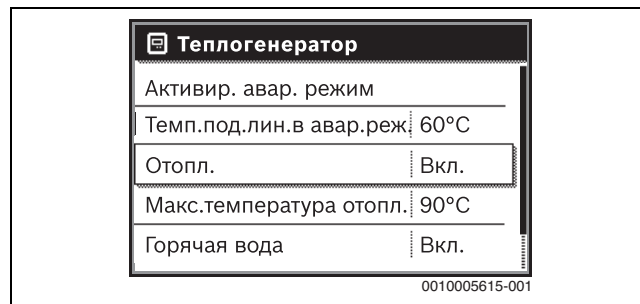 Теплогенератор
Активир. авар. режим
Темп.под.лин.в авар.реж. 60°C
Отопл. Вкл.
Макс.температура отопл. 90°C
Горячая вода Вкл.
0010005615-001